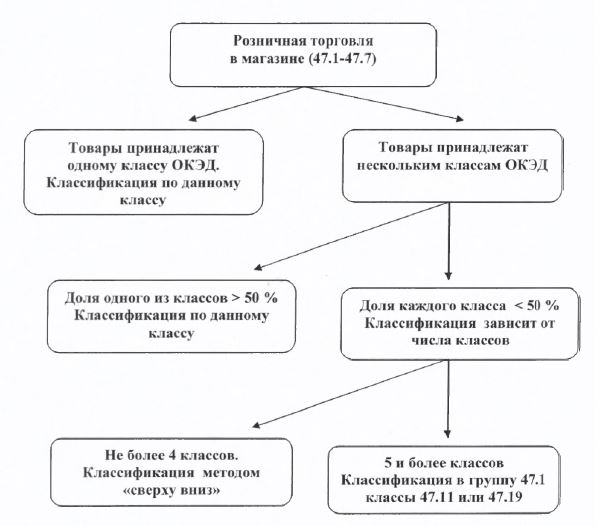 Розничная торговля
в магазине (47.1-47.7)
Товары принадлежат
одному классу ОКЭД.
Классификация по данному
классу
Товары принадлежат
нескольким классам ОКЭД
Доля одного из классов > 50 %
Классификация по данному
классу
Доля каждого класса < 50 %
Классификация зависит от
числа классов
Не более 4 классов.
Классификация методом
«сверху вниз»
5 и более классов
Классификация в группу 47.1
классы 47.11 или 47.19